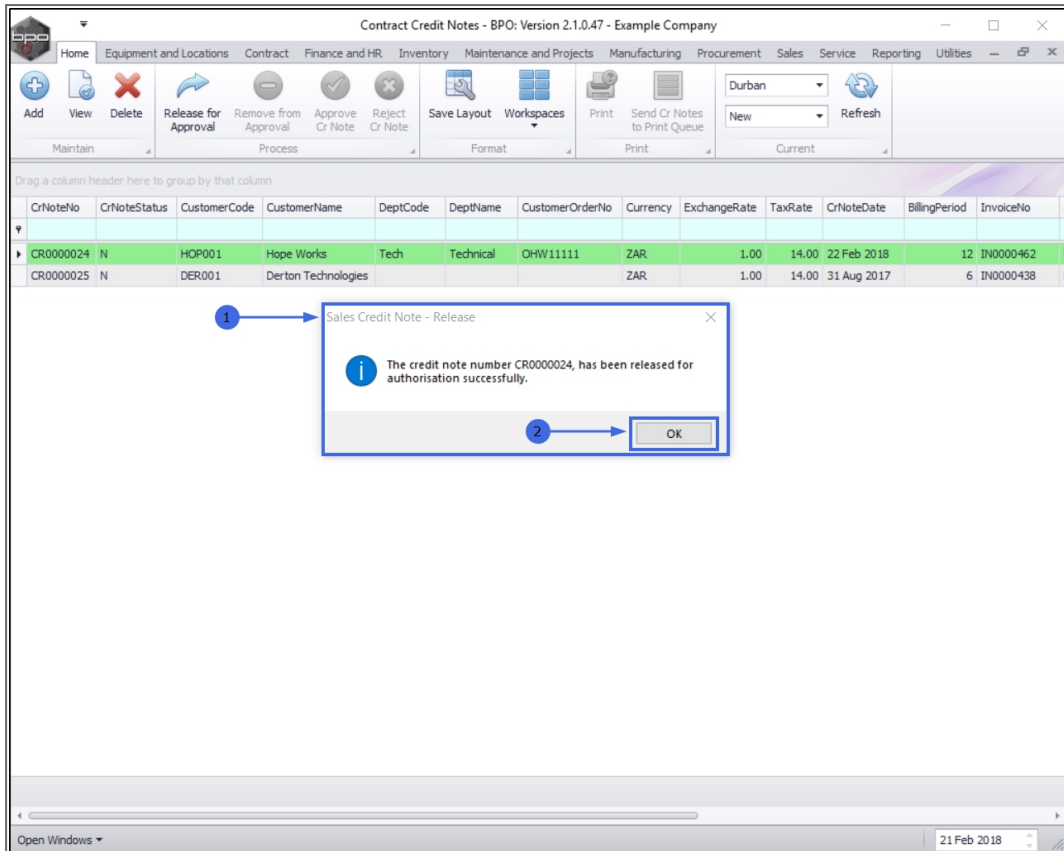 Contract Credit Notes - BPO: Version 2.1.0.47 - Example Company
bpo
Home Equipment and Locations Contract Finance and HR Inventory Maintenance and Projects Manufacturing Procurement Sales Service Reporting Utilities
Add View Delete Release for Approval Remove from Approval Approve Cr Note Reject Cr Note Save Layout Workspaces Print Send Cr Notes to Print Queue Durban New Refresh
Maintain Process Format Print Current
Drag a column header here to group by that column
CrNoteNo CrNoteStatus CustomerCode CustomerName DeptCode DeptName CustomerOrderNo Currency ExchangeRate TaxRate CrNoteDate BillingPeriod InvoiceNo
CR0000024 N HOP001 Hope Works Tech Technical OHW11111 ZAR 1.00 14.00 22 Feb 2018 12 IN0000462
CR0000025 N DER001 Derton Technologies ZAR 1.00 14.00 31 Aug 2017 6 IN0000438
1 Sales Credit Note - Release
The credit note number CR0000024, has been released for
authorisation successfully.
2 OK
Open Windows 21 Feb 2018